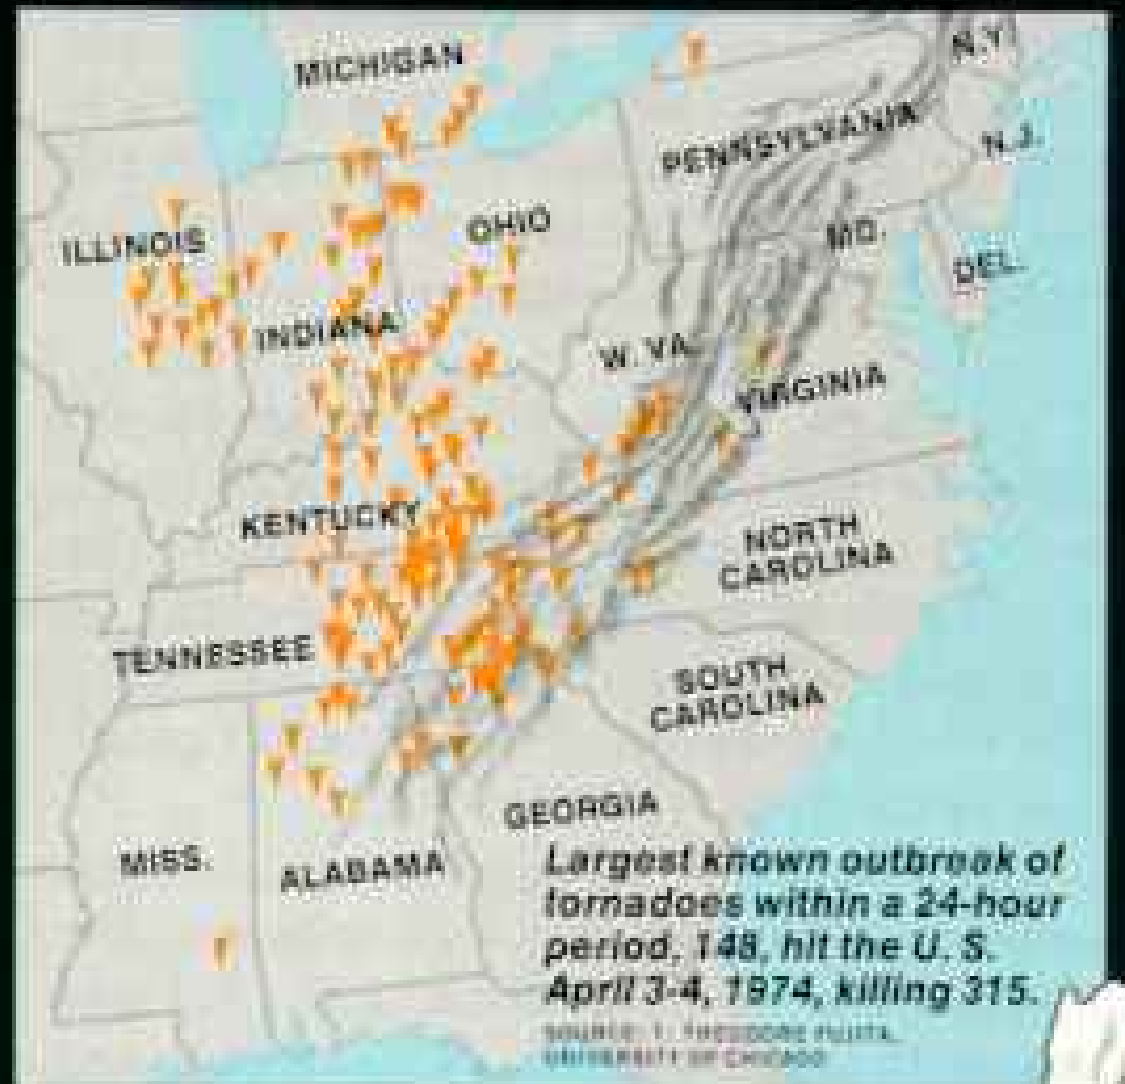 N.Y.
MICHIGAN
PENNSYLVANIA
N.J.
ILLINOIS
OHIO
MD.
DEL.
INDIANA
W. VA.
VIRGINIA
KENTUCKY
NORTH
CAROLINA
TENNESSEE
SOUTH
CAROLINA
GEORGIA
MISS.
ALABAMA
Largest known outbreak of
tornadoes within a 24-hour
period, 148, hit the U. S.
April 3-4, 1974, killing 315.
SOURCE: T. THEODORE FUJITA,
UNIVERSITY OF CHICAGO